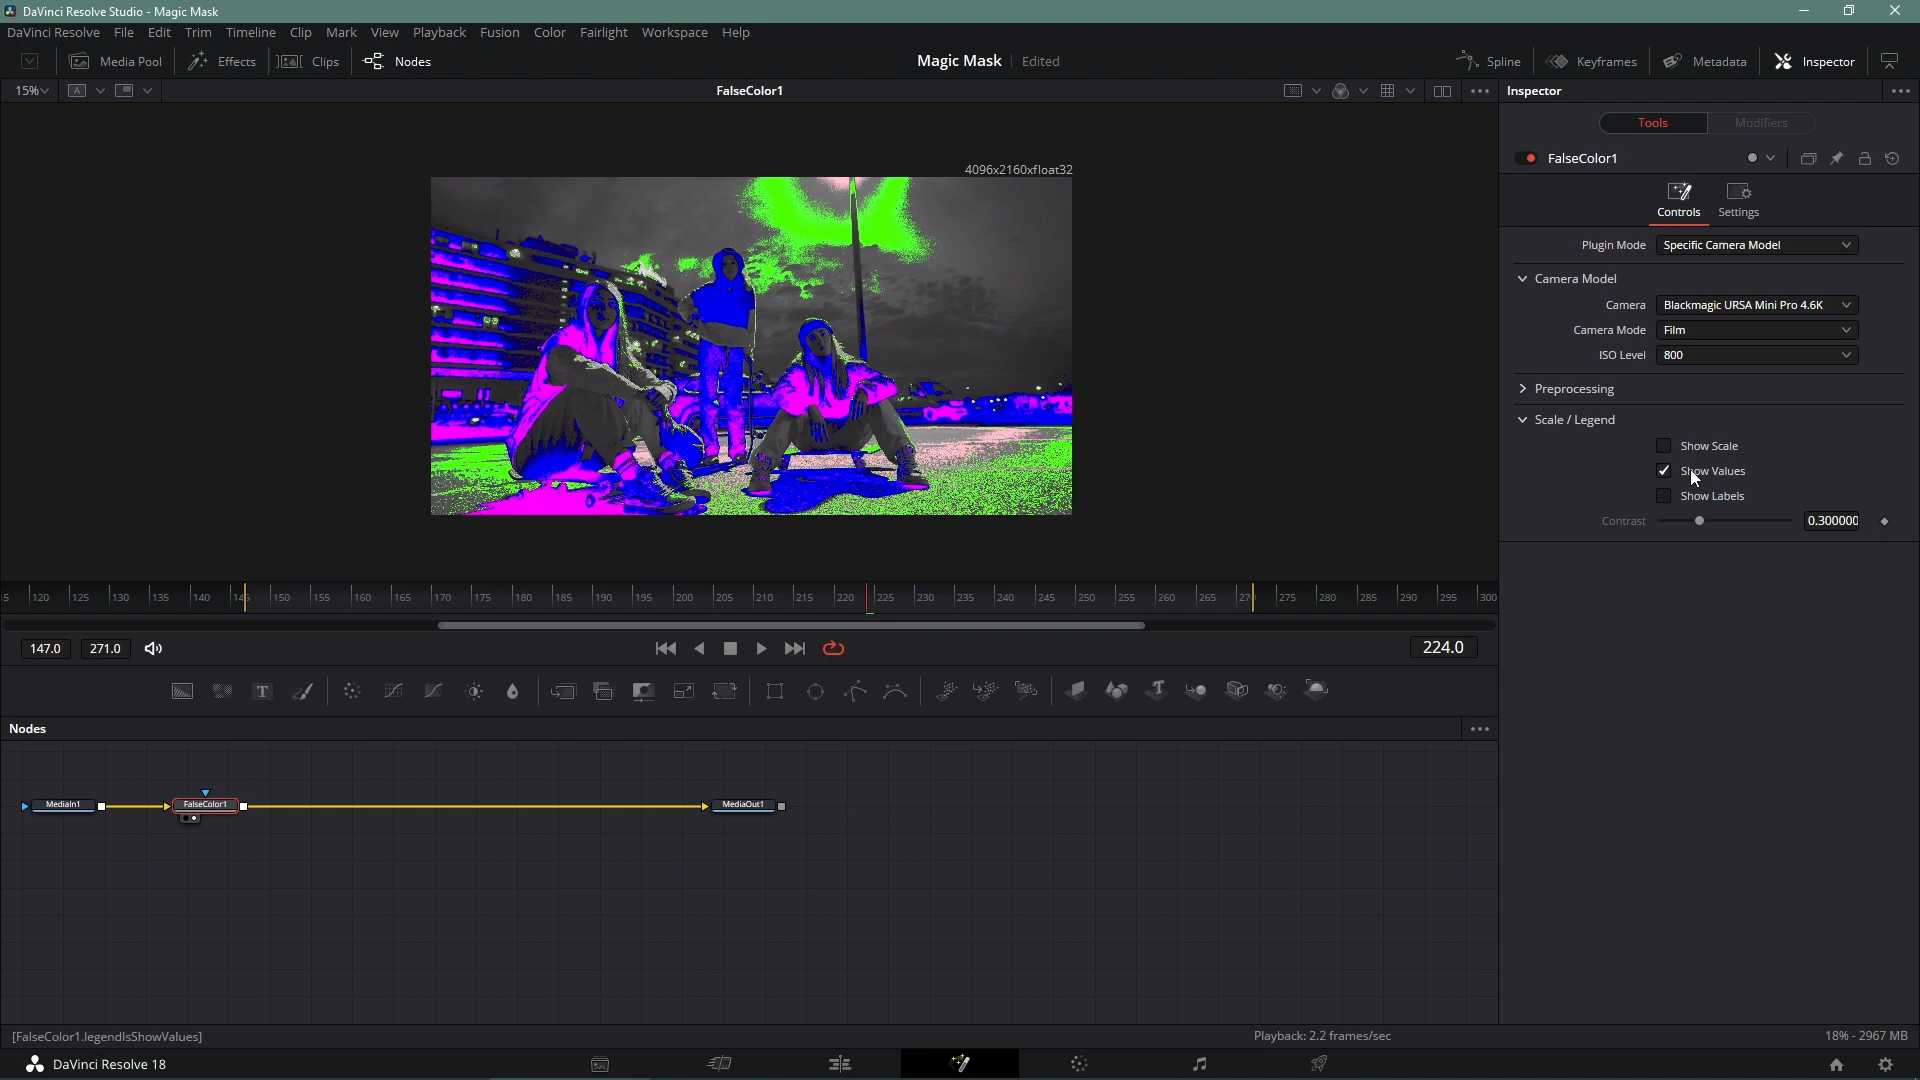 DaVinci Resolve Studio - Magic Mask
DaVinci Resolve File Edit Trim Timeline Clip Mark View Playback Fusion Color Fairlight Workspace Help
Media Pool Effects Clips Nodes Magic Mask Edited Spline Keyframes Metadata Inspector
15% A FalseColor1 Inspector
Tools Modifiers
FalseColor1
4096x2160xfloat32
Controls Settings
Plugin Mode Specific Camera Model
Camera Model
Camera Blackmagic URSA Mini Pro 4.6K
Camera Mode Film
ISO Level 800
Preprocessing
Scale / Legend
Show Scale
Show Values
Show Labels
Contrast 0.300000
5 120 125 130 135 140 145 150 155 160 165 170 175 180 185 190 195 200 205 210 215 220 225 230 235 240 245 250 255 260 265 270 275 280 285 290 295 300
147.0 271.0 224.0
T T
Nodes
MediaIn1 FalseColor1 MediaOut1
[FalseColor1.legendIsShowValues] Playback: 2.2 frames/sec 18% - 2967 MB
DaVinci Resolve 18